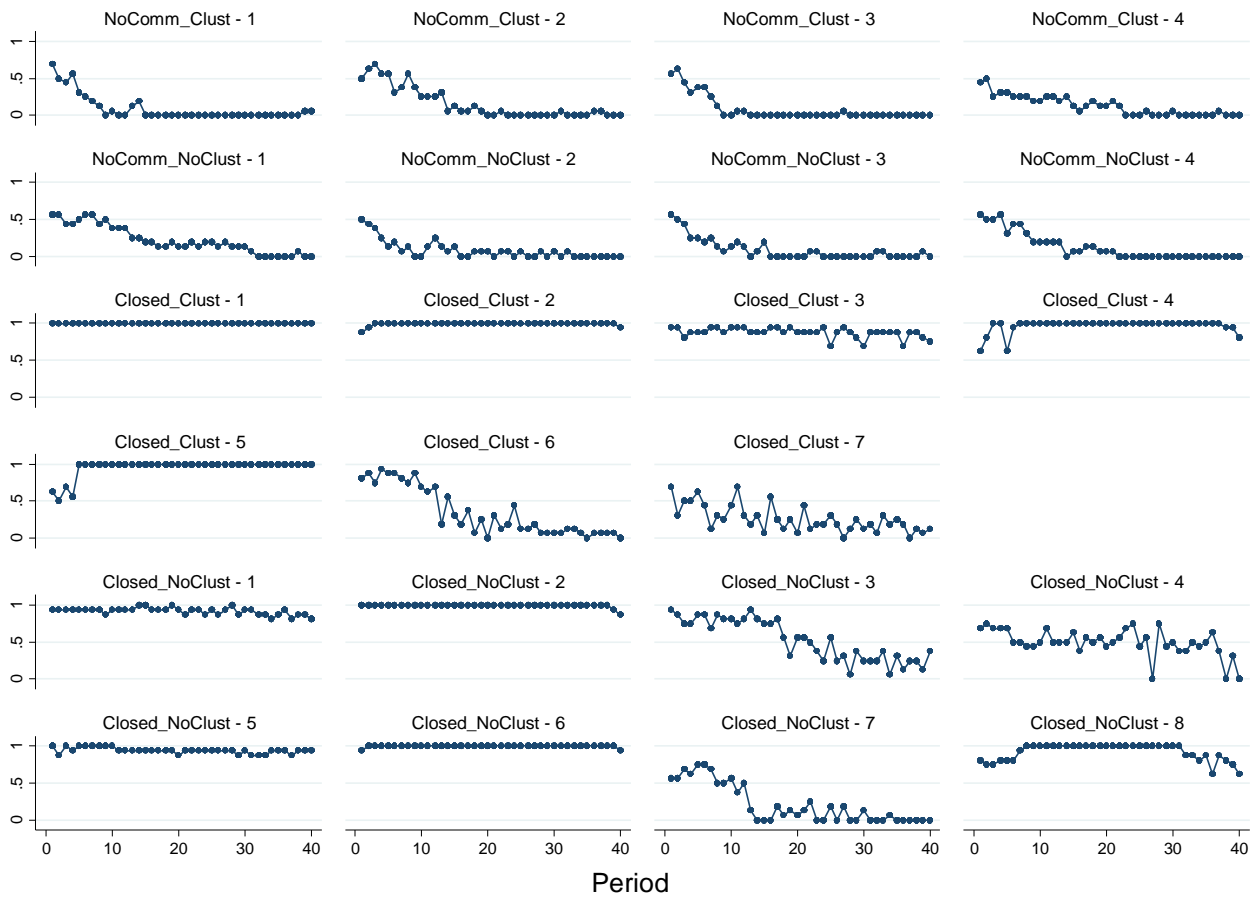 NoComm_Clust - 1 NoComm_Clust - 2 NoComm_Clust - 3 NoComm_Clust - 4
1
.5
0
NoComm_NoClust - 1 NoComm_NoClust - 2 NoComm_NoClust - 3 NoComm_NoClust - 4
1
.5
0
Closed_Clust - 1 Closed_Clust - 2 Closed_Clust - 3 Closed_Clust - 4
1
.5
0
Closed_Clust - 5 Closed_Clust - 6 Closed_Clust - 7
1
.5
0
Closed_NoClust - 1 Closed_NoClust - 2 Closed_NoClust - 3 Closed_NoClust - 4
1
.5
0
Closed_NoClust - 5 Closed_NoClust - 6 Closed_NoClust - 7 Closed_NoClust - 8
1
.5
0
0 10 20 30 40 0 10 20 30 40 0 10 20 30 40 0 10 20 30 40
Period